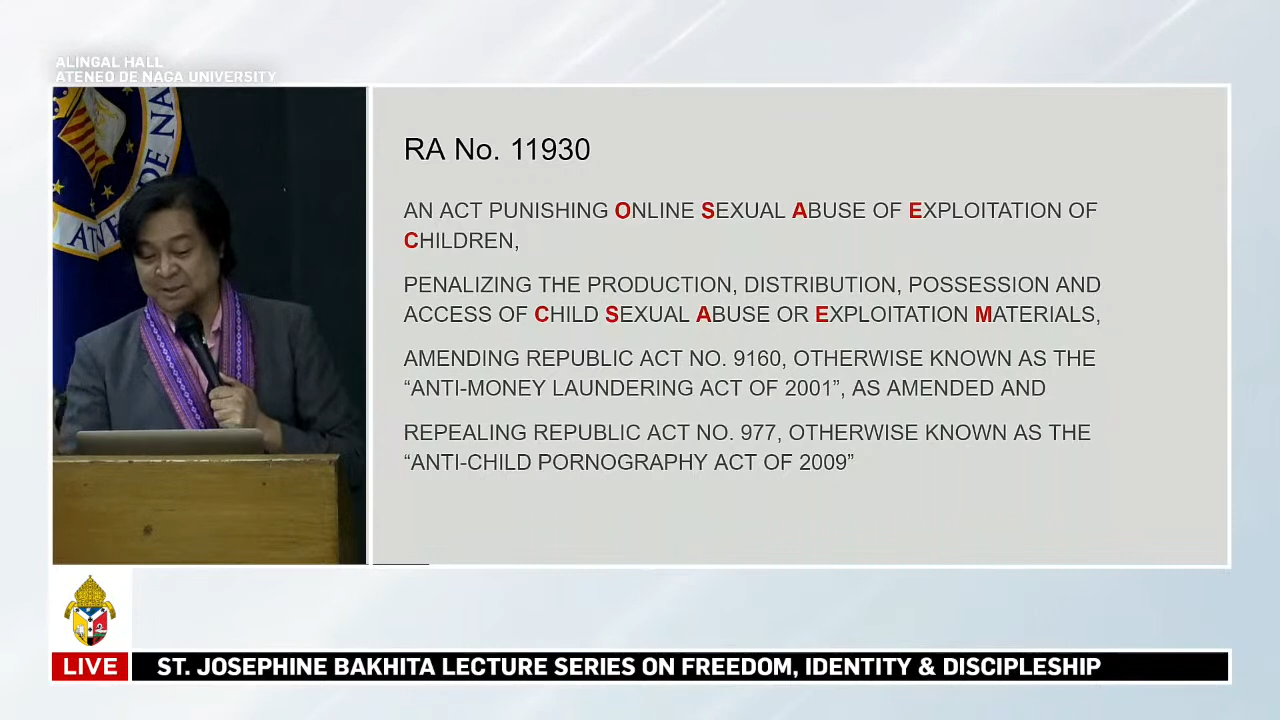 ALINGAL HALL
ATENEO DE NAGA UNIVERSITY
RA No. 11930
AN ACT PUNISHING ONLINE SEXUAL ABUSE OF EXPLOITATION OF
CHILDREN,
PENALIZING THE PRODUCTION, DISTRIBUTION, POSSESSION AND
ACCESS OF CHILD SEXUAL ABUSE OR EXPLOITATION MATERIALS,
AMENDING REPUBLIC ACT NO. 9160, OTHERWISE KNOWN AS THE
“ANTI-MONEY LAUNDERING ACT OF 2001”, AS AMENDED AND
REPEALING REPUBLIC ACT NO. 977, OTHERWISE KNOWN AS THE
“ANTI-CHILD PORNOGRAPHY ACT OF 2009”
LIVE ST. JOSEPHINE BAKHITA LECTURE SERIES ON FREEDOM, IDENTITY & DISCIPLESHIP